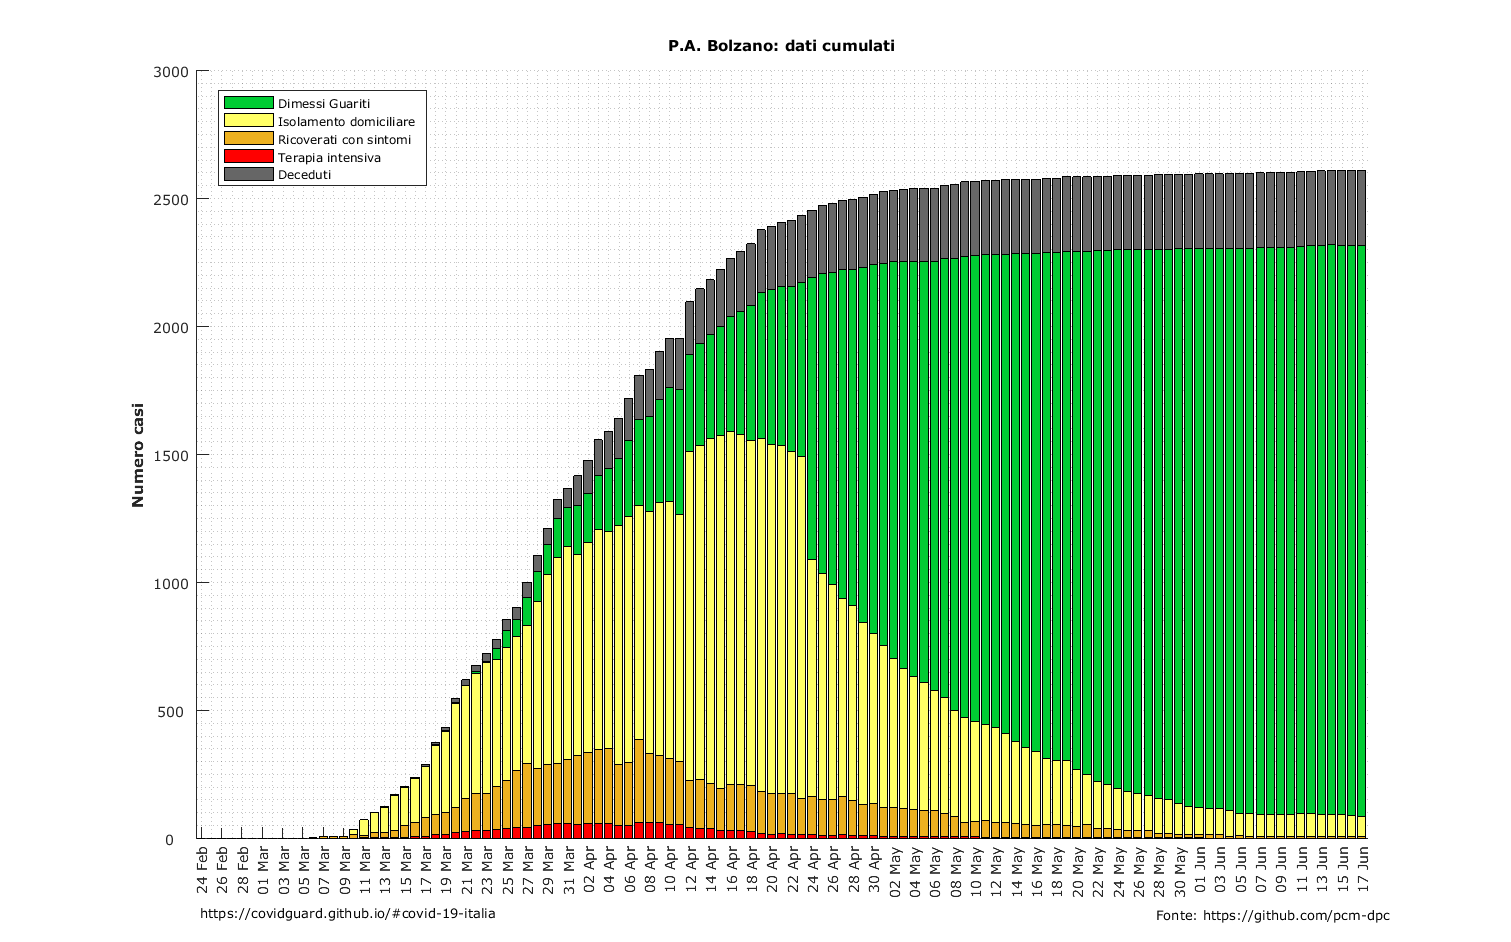 P.A. Bolzano: dati cumulati
3000
2500
2000
1500
1000
500
0
Numero casi
Dimessi Guariti
Isolamento domiciliare
Ricoverati con sintomi
Terapia intensiva
Deceduti
24 Feb
26 Feb
28 Feb
01 Mar
03 Mar
05 Mar
07 Mar
09 Mar
11 Mar
13 Mar
15 Mar
17 Mar
19 Mar
21 Mar
23 Mar
25 Mar
27 Mar
29 Mar
31 Mar
02 Apr
04 Apr
06 Apr
08 Apr
10 Apr
12 Apr
14 Apr
16 Apr
18 Apr
20 Apr
22 Apr
24 Apr
26 Apr
28 Apr
30 Apr
02 May
04 May
06 May
08 May
10 May
12 May
14 May
16 May
18 May
20 May
22 May
24 May
26 May
28 May
30 May
01 Jun
03 Jun
05 Jun
07 Jun
09 Jun
11 Jun
13 Jun
15 Jun
17 Jun
https://covidguard.github.io/#covid-19-italia
Fonte: https://github.com/pcm-dpc